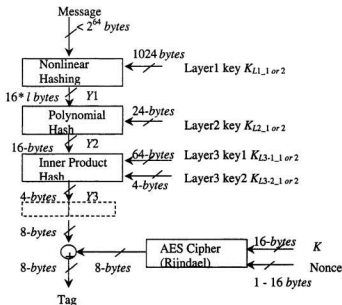 Message
< 2^64 bytes
Nonlinear
Hashing
1024 bytes
Layer1 key K_L1_1 or 2
16* l bytes
Y1
Polynomial
Hash
24-bytes
Layer2 key K_L2_1 or 2
16-bytes
Y2
Inner Product
Hash
64-bytes
Layer3 key1 K_L3-1_1 or 2
4-bytes
Layer3 key2 K_L3-2_1 or 2
4-bytes
Y3
8-bytes
AES Cipher
(Rijndael)
16-bytes
K
Nonce
1 - 16 bytes
8-bytes
8-bytes
Tag